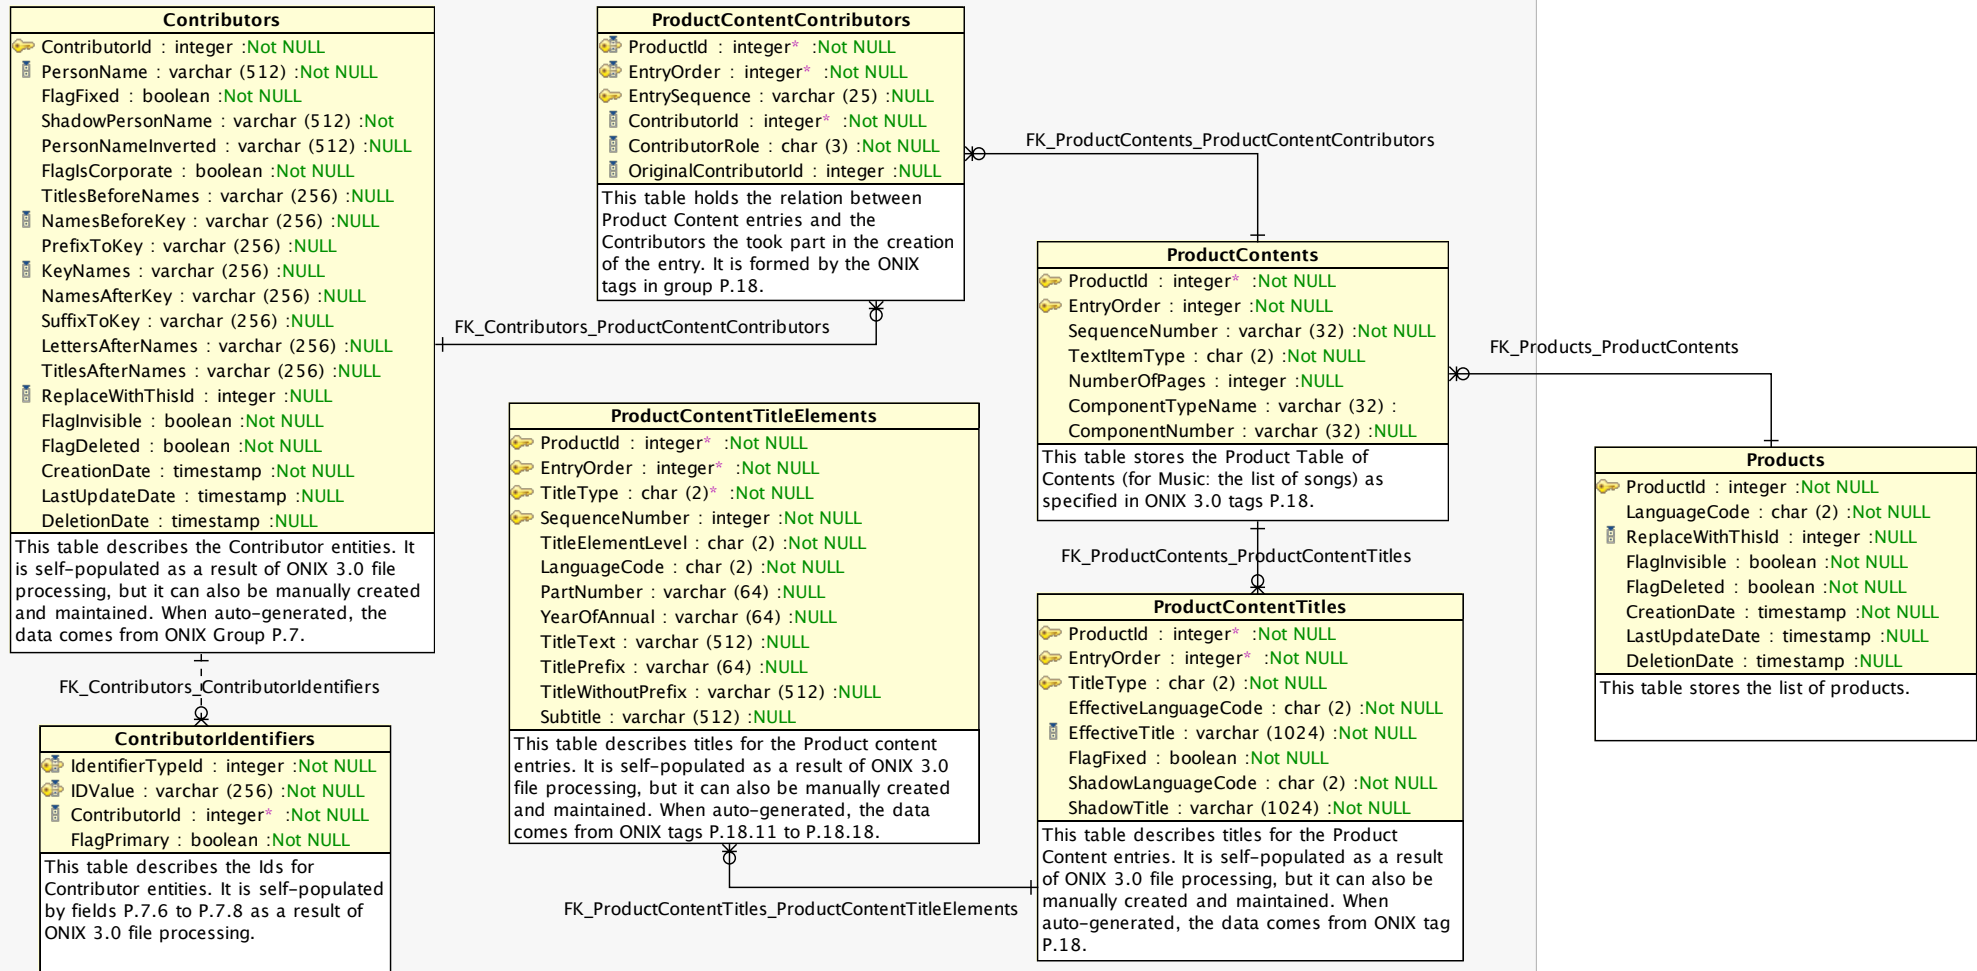 Contributors
ContributorId : integer :Not NULL
PersonName : varchar (512) :Not NULL
FlagFixed : boolean :Not NULL
ShadowPersonName : varchar (512) :Not
PersonNameInverted : varchar (512) :NULL
FlagIsCorporate : boolean :Not NULL
TitlesBeforeNames : varchar (256) :NULL
NamesBeforeKey : varchar (256) :NULL
PrefixToKey : varchar (256) :NULL
KeyNames : varchar (256) :NULL
NamesAfterKey : varchar (256) :NULL
SuffixToKey : varchar (256) :NULL
LettersAfterNames : varchar (256) :NULL
TitlesAfterNames : varchar (256) :NULL
ReplaceWithThisId : integer :NULL
FlagInvisible : boolean :Not NULL
FlagDeleted : boolean :Not NULL
CreationDate : timestamp :Not NULL
LastUpdateDate : timestamp :NULL
DeletionDate : timestamp :NULL
This table describes the Contributor entities. It
is self-populated as a result of ONIX 3.0 file
processing, but it can also be manually created
and maintained. When auto-generated, the
data comes from ONIX Group P.7.
FK_Contributors_ContributorIdentifiers
ContributorIdentifiers
IdentifierTypeId : integer :Not NULL
IDValue : varchar (256) :Not NULL
ContributorId : integer* :Not NULL
FlagPrimary : boolean :Not NULL
This table describes the Ids for
Contributor entities. It is self-populated
by fields P.7.6 to P.7.8 as a result of
ONIX 3.0 file processing.
ProductContentContributors
ProductId : integer* :Not NULL
EntryOrder : integer* :Not NULL
EntrySequence : varchar (25) :NULL
ContributorId : integer* :Not NULL
ContributorRole : char (3) :Not NULL
OriginalContributorId : integer :NULL
This table holds the relation between
Product Content entries and the
Contributors the took part in the creation
of the entry. It is formed by the ONIX
tags in group P.18.
FK_Contributors_ProductContentContributors
FK_ProductContents_ProductContentContributors
ProductContentTitleElements
ProductId : integer* :Not NULL
EntryOrder : integer* :Not NULL
TitleType : char (2)* :Not NULL
SequenceNumber : integer :Not NULL
TitleElementLevel : char (2) :Not NULL
LanguageCode : char (2) :Not NULL
PartNumber : varchar (64) :NULL
YearOfAnnual : varchar (64) :NULL
TitleText : varchar (512) :NULL
TitlePrefix : varchar (64) :NULL
TitleWithoutPrefix : varchar (512) :NULL
Subtitle : varchar (512) :NULL
This table describes titles for the Product content
entries. It is self-populated as a result of ONIX 3.0
file processing, but it can also be manually created
and maintained. When auto-generated, the data
comes from ONIX tags P.18.11 to P.18.18.
FK_ProductContentTitles_ProductContentTitleElements
ProductContents
ProductId : integer* :Not NULL
EntryOrder : integer :Not NULL
SequenceNumber : varchar (32) :Not NULL
TextItemType : char (2) :Not NULL
NumberOfPages : integer :NULL
ComponentTypeName : varchar (32) :
ComponentNumber : varchar (32) :NULL
This table stores the Product Table of
Contents (for Music: the list of songs) as
specified in ONIX 3.0 tags P.18.
FK_ProductContents_ProductContentTitles
ProductContentTitles
ProductId : integer* :Not NULL
EntryOrder : integer* :Not NULL
TitleType : char (2) :Not NULL
EffectiveLanguageCode : char (2) :Not NULL
EffectiveTitle : varchar (1024) :Not NULL
FlagFixed : boolean :Not NULL
ShadowLanguageCode : char (2) :Not NULL
ShadowTitle : varchar (1024) :Not NULL
This table describes titles for the Product
Content entries. It is self-populated as a result
of ONIX 3.0 file processing, but it can also be
manually created and maintained. When
auto-generated, the data comes from ONIX tag
P.18.
FK_Products_ProductContents
Products
ProductId : integer :Not NULL
LanguageCode : char (2) :Not NULL
ReplaceWithThisId : integer :NULL
FlagInvisible : boolean :Not NULL
FlagDeleted : boolean :Not NULL
CreationDate : timestamp :Not NULL
LastUpdateDate : timestamp :NULL
DeletionDate : timestamp :NULL
This table stores the list of products.